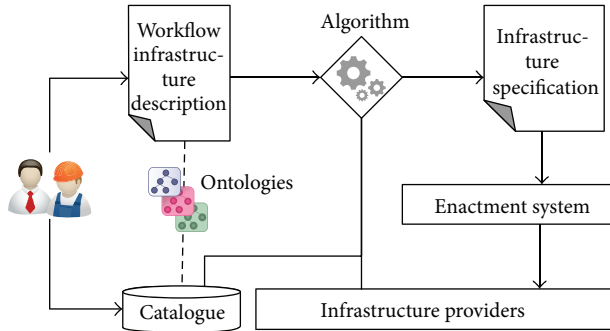 Workflow
infrastruc-
ture
description
Algorithm
Infrastruc-
ture
specification
Ontologies
Enactment system
Catalogue
Infrastructure providers